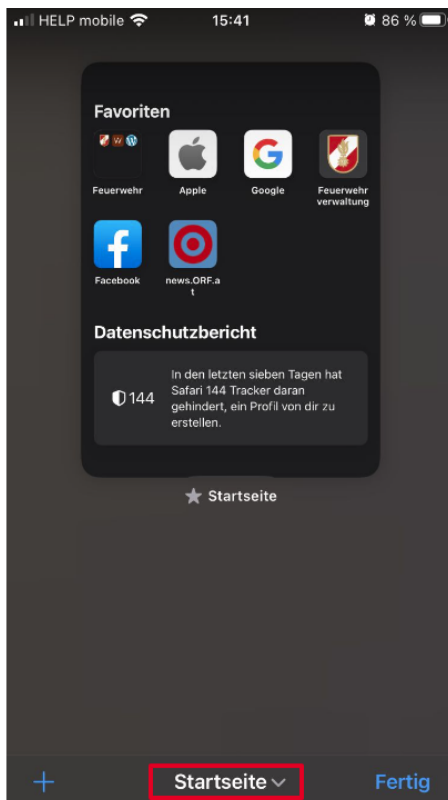 HELP mobile 15:41 86 %
Favoriten
Feuerwehr Apple Google Feuerwehr
verwaltung
Facebook news.ORF.a
t
Datenschutzbericht
144
In den letzten sieben Tagen hat
Safari 144 Tracker daran
gehindert, ein Profil von dir zu
erstellen.
Startseite
+ Startseite Fertig